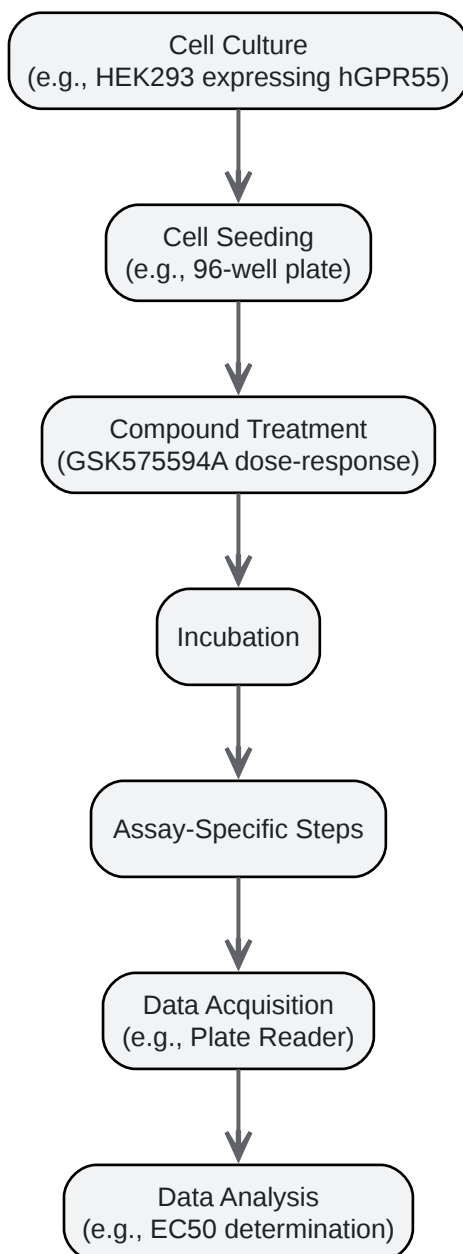 Cell Culture
(e.g., HEK293 expressing hGPR55)
Cell Seeding
(e.g., 96-well plate)
Compound Treatment
(GSK575594A dose-response)
Incubation
Assay-Specific Steps
Data Acquisition
(e.g., Plate Reader)
Data Analysis
(e.g., EC50 determination)